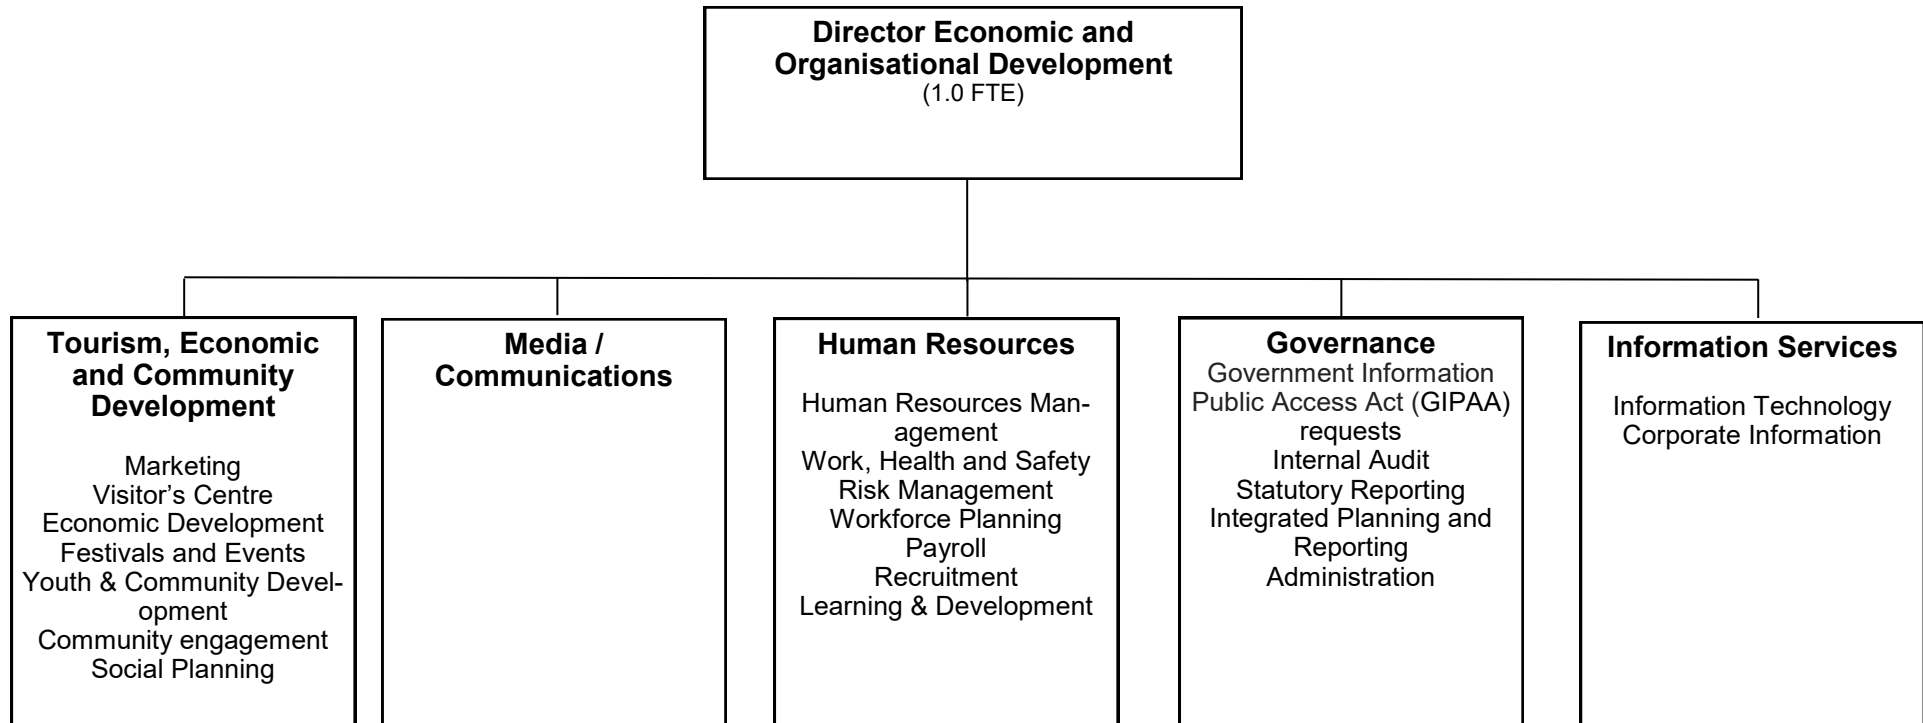 Director Economic and
Organisational Development
(1.0 FTE)
Tourism, Economic
and Community
Development
Marketing
Visitor’s Centre
Economic Development
Festivals and Events
Youth & Community Devel-
opment
Community engagement
Social Planning
Media /
Communications
Human Resources
Human Resources Man-
agement
Work, Health and Safety
Risk Management
Workforce Planning
Payroll
Recruitment
Learning & Development
Governance
Government Information
Public Access Act (GIPAA)
requests
Internal Audit
Statutory Reporting
Integrated Planning and
Reporting
Administration
Information Services
Information Technology
Corporate Information